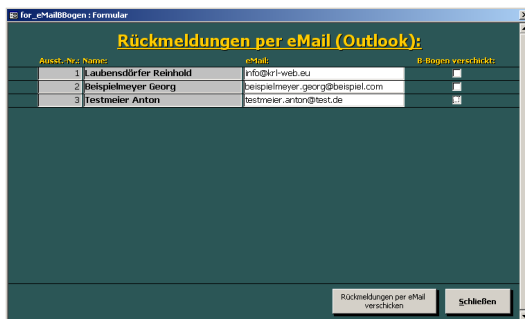 for_eMailBBogen : Formular
Rückmeldungen per eMail (Outlook):
Ausst.-Nr.: Name: eMail: B-Bogen verschickt:
1 Laubensdörfer Reinhold info@krl-web.eu
2 Beispielmeyer Georg beispielmeyer.georg@beispiel.com
3 Testmeier Anton testmeier.anton@test.de
Rückmeldungen per eMail
verschicken
Schließen